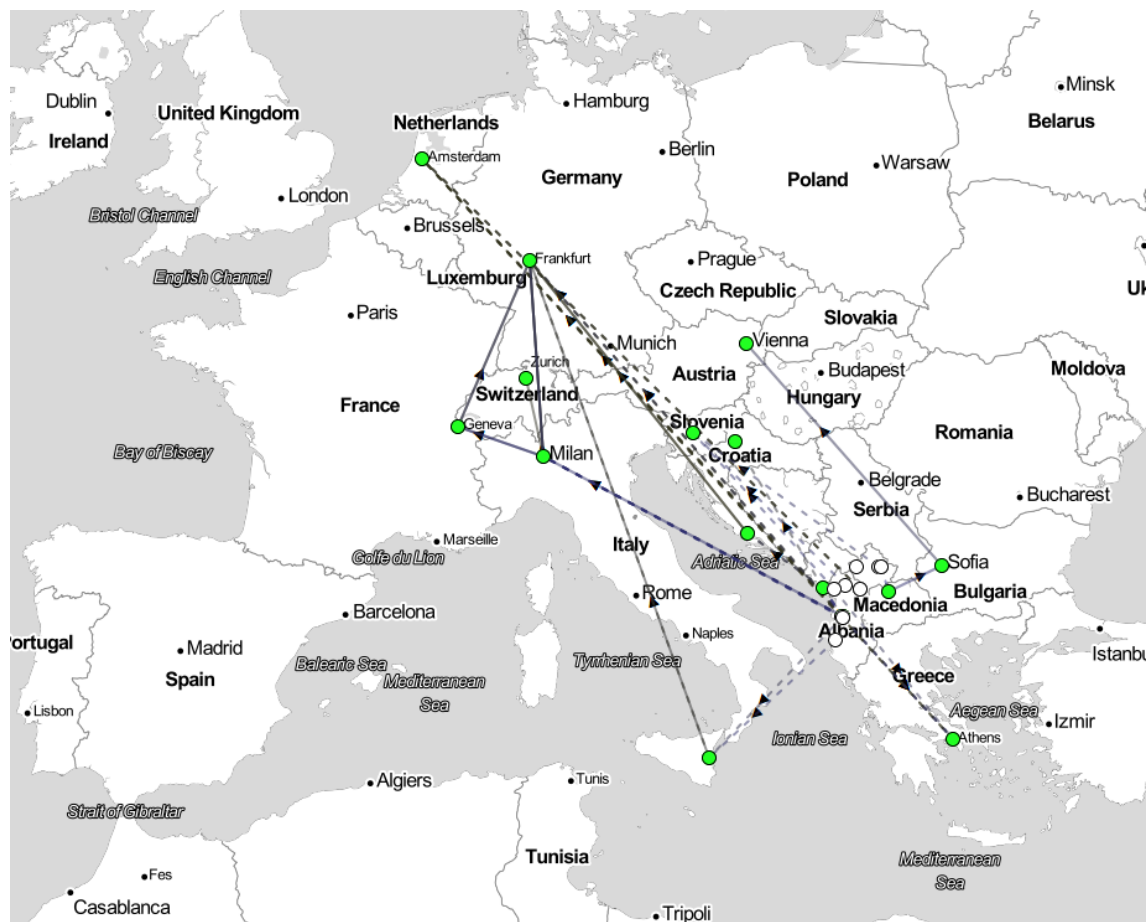 Minsk
Dublin
United Kingdom
Hamburg
Netherlands
Belarus
Ireland
Amsterdam
Berlin
Warsaw
Germany
Poland
London
Bristol Channel
Brussels
Frankfurt
Prague
English Channel
Luxemburg
Czech Republic
Uk
Paris
Slovakia
Munich
Vienna
Zurich
Austria
Budapest
Moldova
Switzerland
Hungary
France
Geneva
Slovenia
Romania
Bay of Biscay
Milan
Croatia
Belgrade
Bucharest
Serbia
Marseille
Italy
Golfe du Lion
Adriatic Sea
Sofia
Rome
Bulgaria
Barcelona
Macedonia
Albania
Portugal
Madrid
Naples
Istanbu
Balearic Sea
Tyrrhenian Sea
Spain
Mediterranean
Sea
Greece
Lisbon
Aegean Sea
Izmir
Ionian Sea
Athens
Algiers
Tunis
Strait of Gibraltar
Tunisia
Mediterranean
Sea
Fes
Casablanca
Tripoli